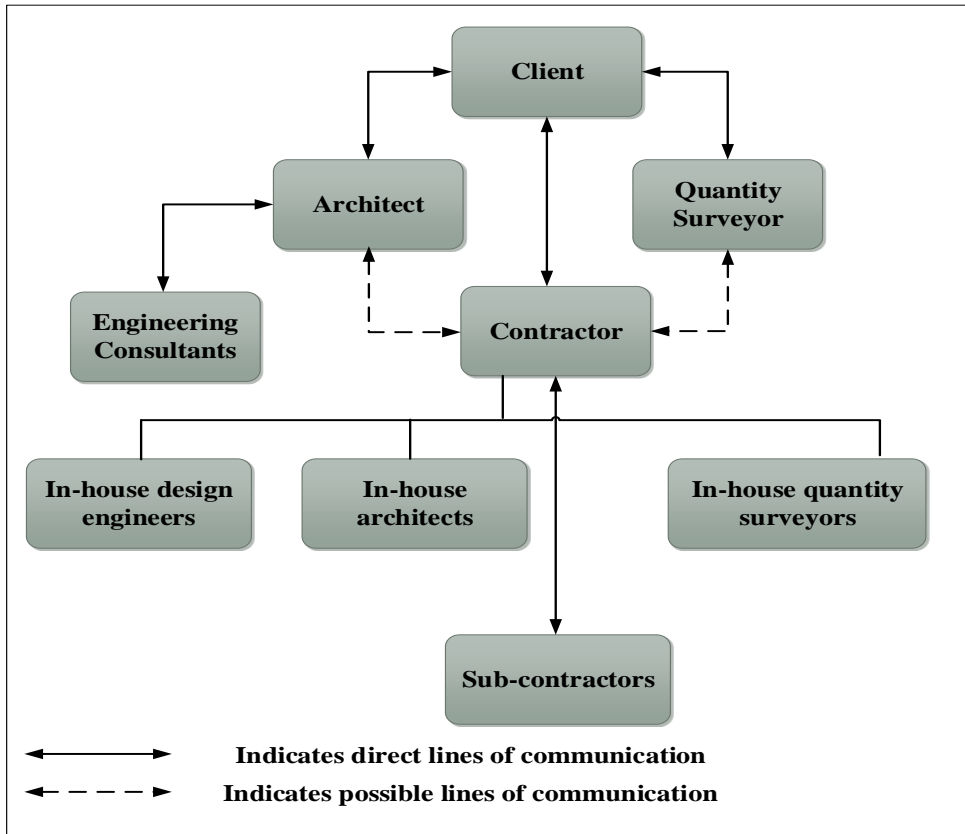 Client
Architect
Quantity
Surveyor
Engineering
Consultants
Contractor
In-house design
engineers
In-house
architects
In-house quantity
surveyors
Sub-contractors
Indicates direct lines of communication
Indicates possible lines of communication